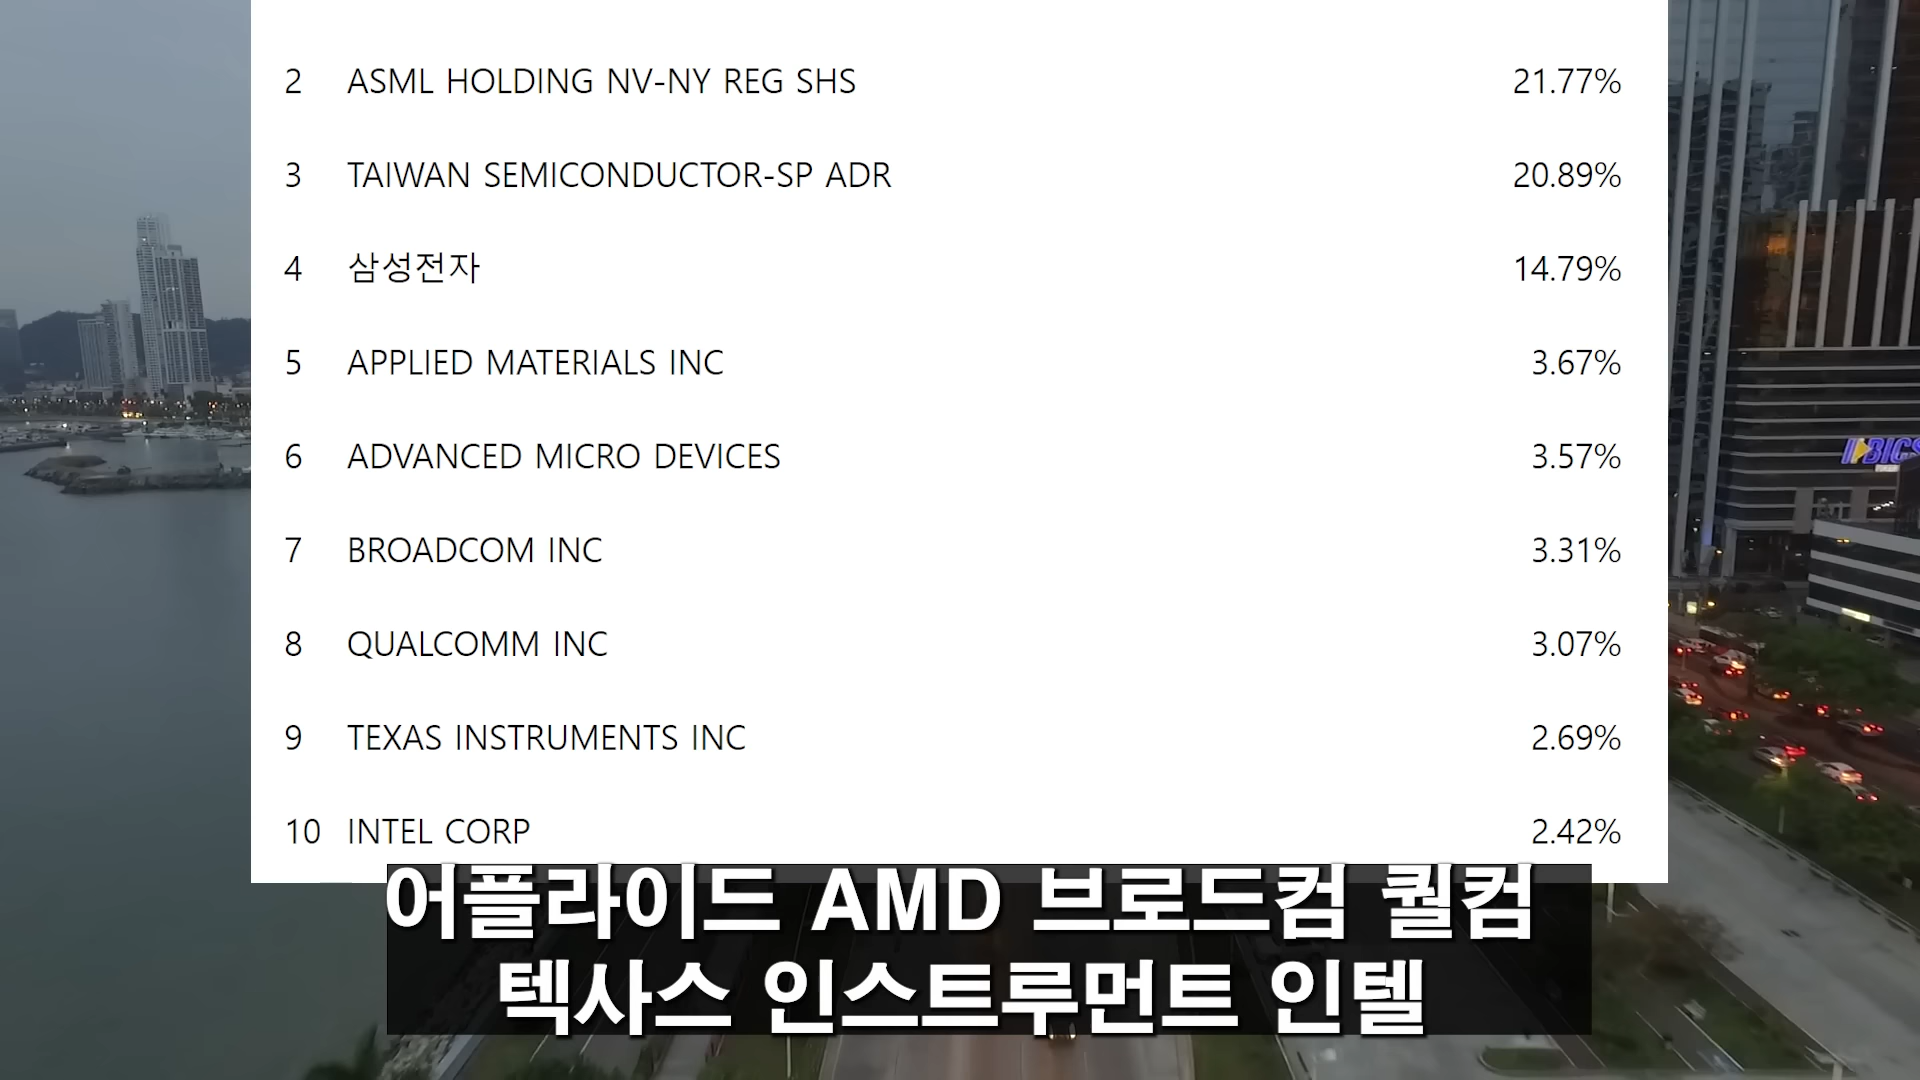 2 ASML HOLDING NV-NY REG SHS 21.77%
3 TAIWAN SEMICONDUCTOR-SP ADR 20.89%
4 삼성전자 14.79%
5 APPLIED MATERIALS INC 3.67%
6 ADVANCED MICRO DEVICES 3.57%
7 BROADCOM INC 3.31%
8 QUALCOMM INC 3.07%
9 TEXAS INSTRUMENTS INC 2.69%
10 INTEL CORP 2.42%
어플라이드 AMD 브로드컴 퀄컴
텍사스 인스트루먼트 인텔